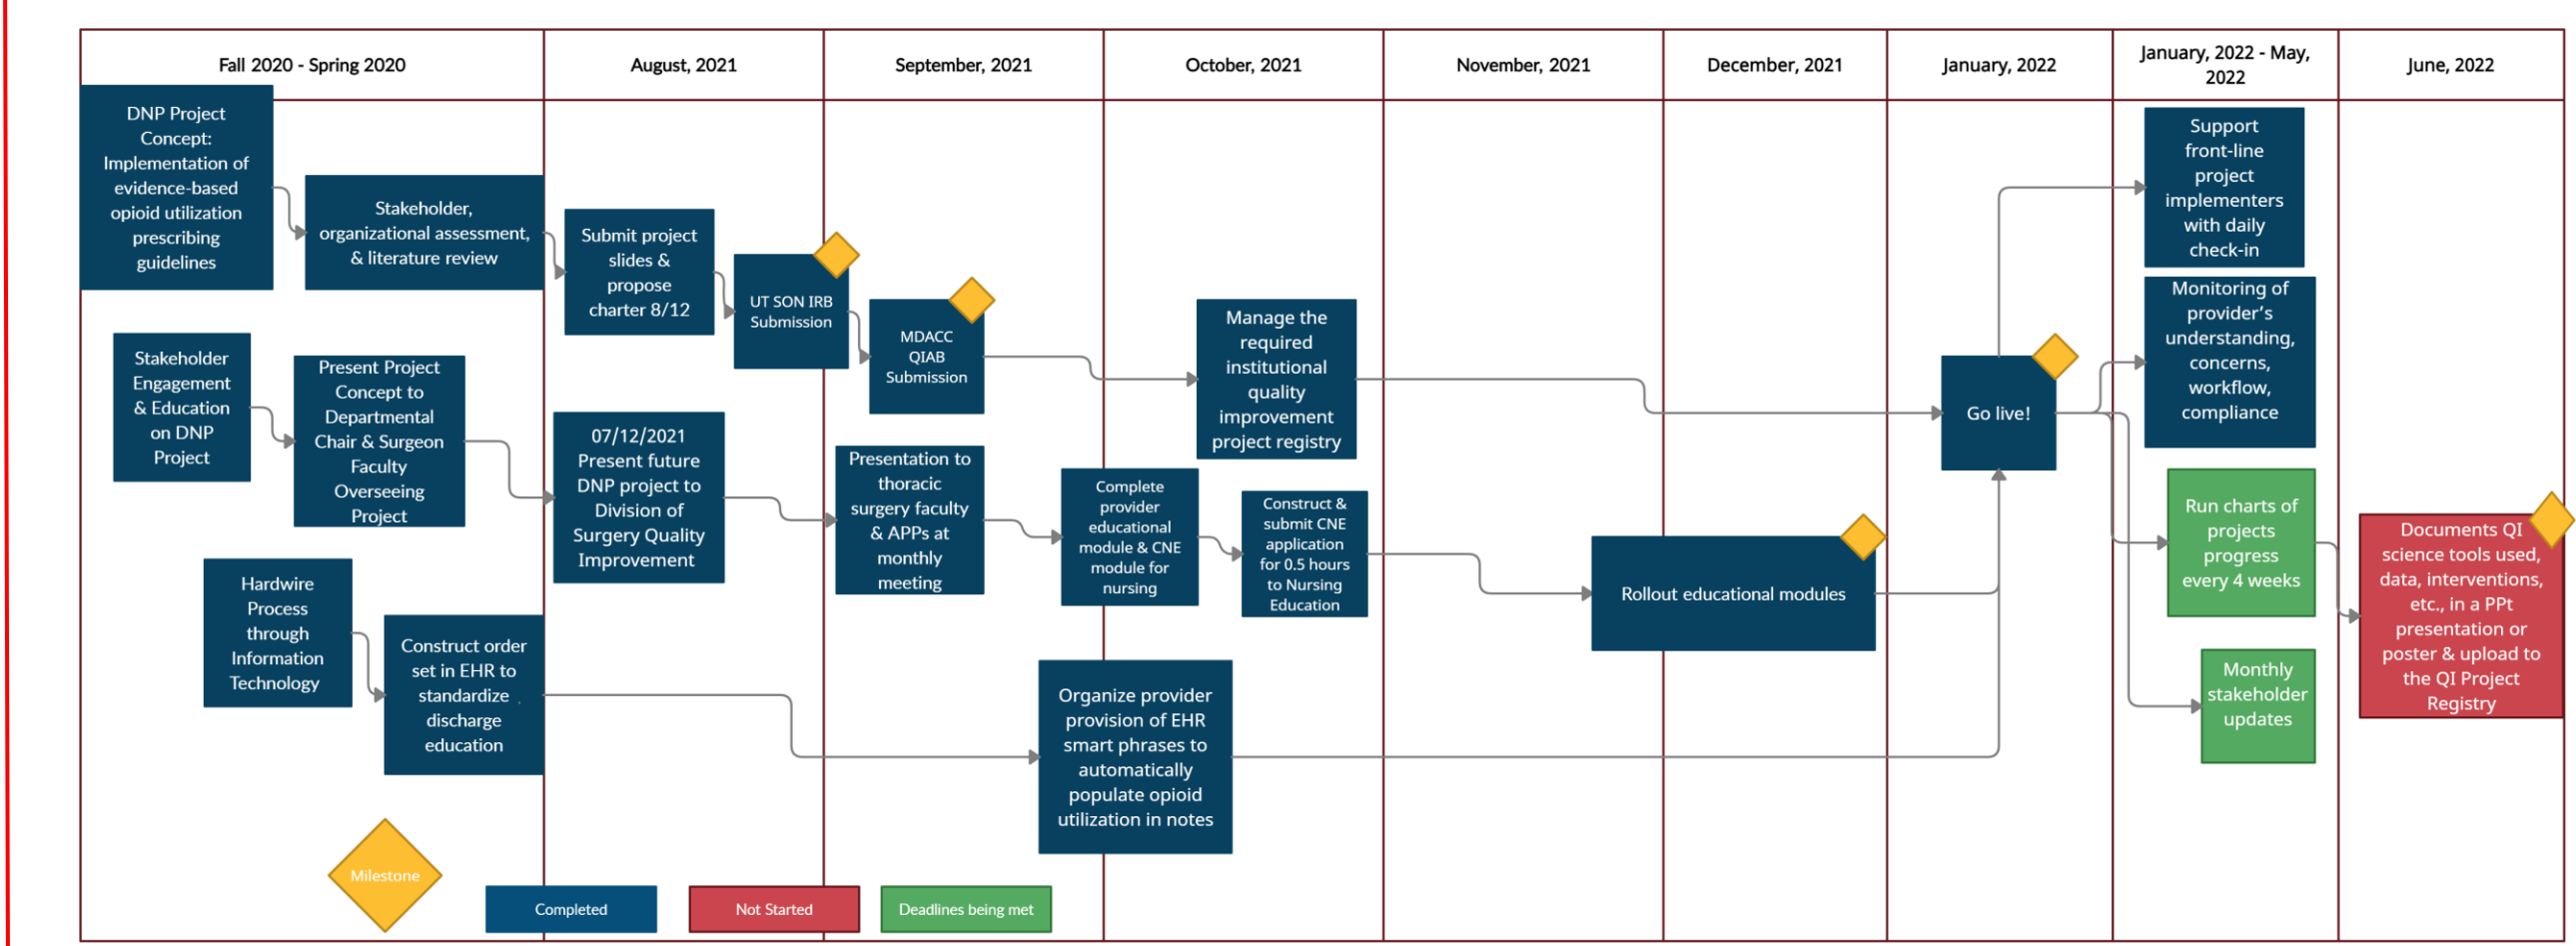 Fall 2020 - Spring 2020
August, 2021
September, 2021
October, 2021
November, 2021
December, 2021
January, 2022
January, 2022 - May,
2022
June, 2022
DNP Project
Concept:
Implementation of
evidence-based
opioid utilization
prescribing
guidelines
Stakeholder,
organizational assessment,
& literature review
Submit project
slides &
propose
charter 8/12
UT SON IRB
Submission
MDACC
QIAB
Submission
Manage the
required
institutional
quality
improvement
project registry
Go live!
Support
front-line
project
implementers
with daily
check-in
Monitoring of
provider’s
understanding,
concerns,
workflow,
compliance
Stakeholder
Engagement
& Education
on DNP
Project
Present Project
Concept to
Departmental
Chair & Surgeon
Faculty
Overseeing
Project
07/12/2021
Present future
DNP project to
Division of
Surgery Quality
Improvement
Presentation to
thoracic
surgery faculty
& APPs at
monthly
meeting
Complete
provider
educational
module & CNE
module for
nursing
Construct &
submit CNE
application
for 0.5 hours
to Nursing
Education
Rollout educational modules
Run charts of
projects
progress
every 4 weeks
Documents QI
science tools used,
data, interventions,
etc., in a PPt
presentation or
poster & upload to
the QI Project
Registry
Hardwire
Process
through
Information
Technology
Construct order
set in EHR to
standardize
discharge
education
Organize provider
provision of EHR
smart phrases to
automatically
populate opioid
utilization in notes
Monthly
stakeholder
updates
Milestone
Completed
Not Started
Deadlines being met